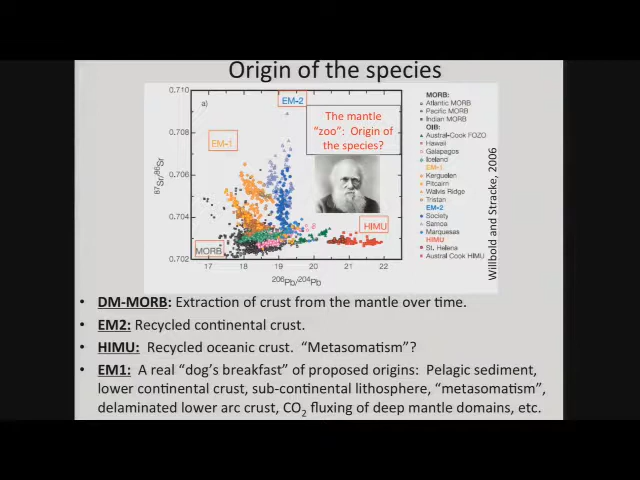 Origin of the species
0.710
0.708
0.706
0.704
0.702
87Sr/86Sr
a)
EM-2
EM-1
The mantle
"zoo": Origin of
the species?
HIMU
MORB
17 18 19 20 21 22
206Pb/204Pb
MORB:
Atlantic MORB
Pacific MORB
Indian MORB
OIB:
Austral-Cook FOZO
Hawaii
Galapagos
Iceland
EM-1
Kerguelen
Pitcairn
Walvis Ridge
Tristan
EM-2
Society
Samoa
Marquesas
HIMU
St. Helena
Austral Cook HIMU
Willbold and Stracke, 2006
• DM-MORB: Extraction of crust from the mantle over time.
• EM2: Recycled continental crust.
• HIMU: Recycled oceanic crust. "Metasomatism"?
• EM1: A real "dog's breakfast" of proposed origins: Pelagic sediment,
lower continental crust, sub-continental lithosphere, "metasomatism",
delaminated lower arc crust, CO2 fluxing of deep mantle domains, etc.